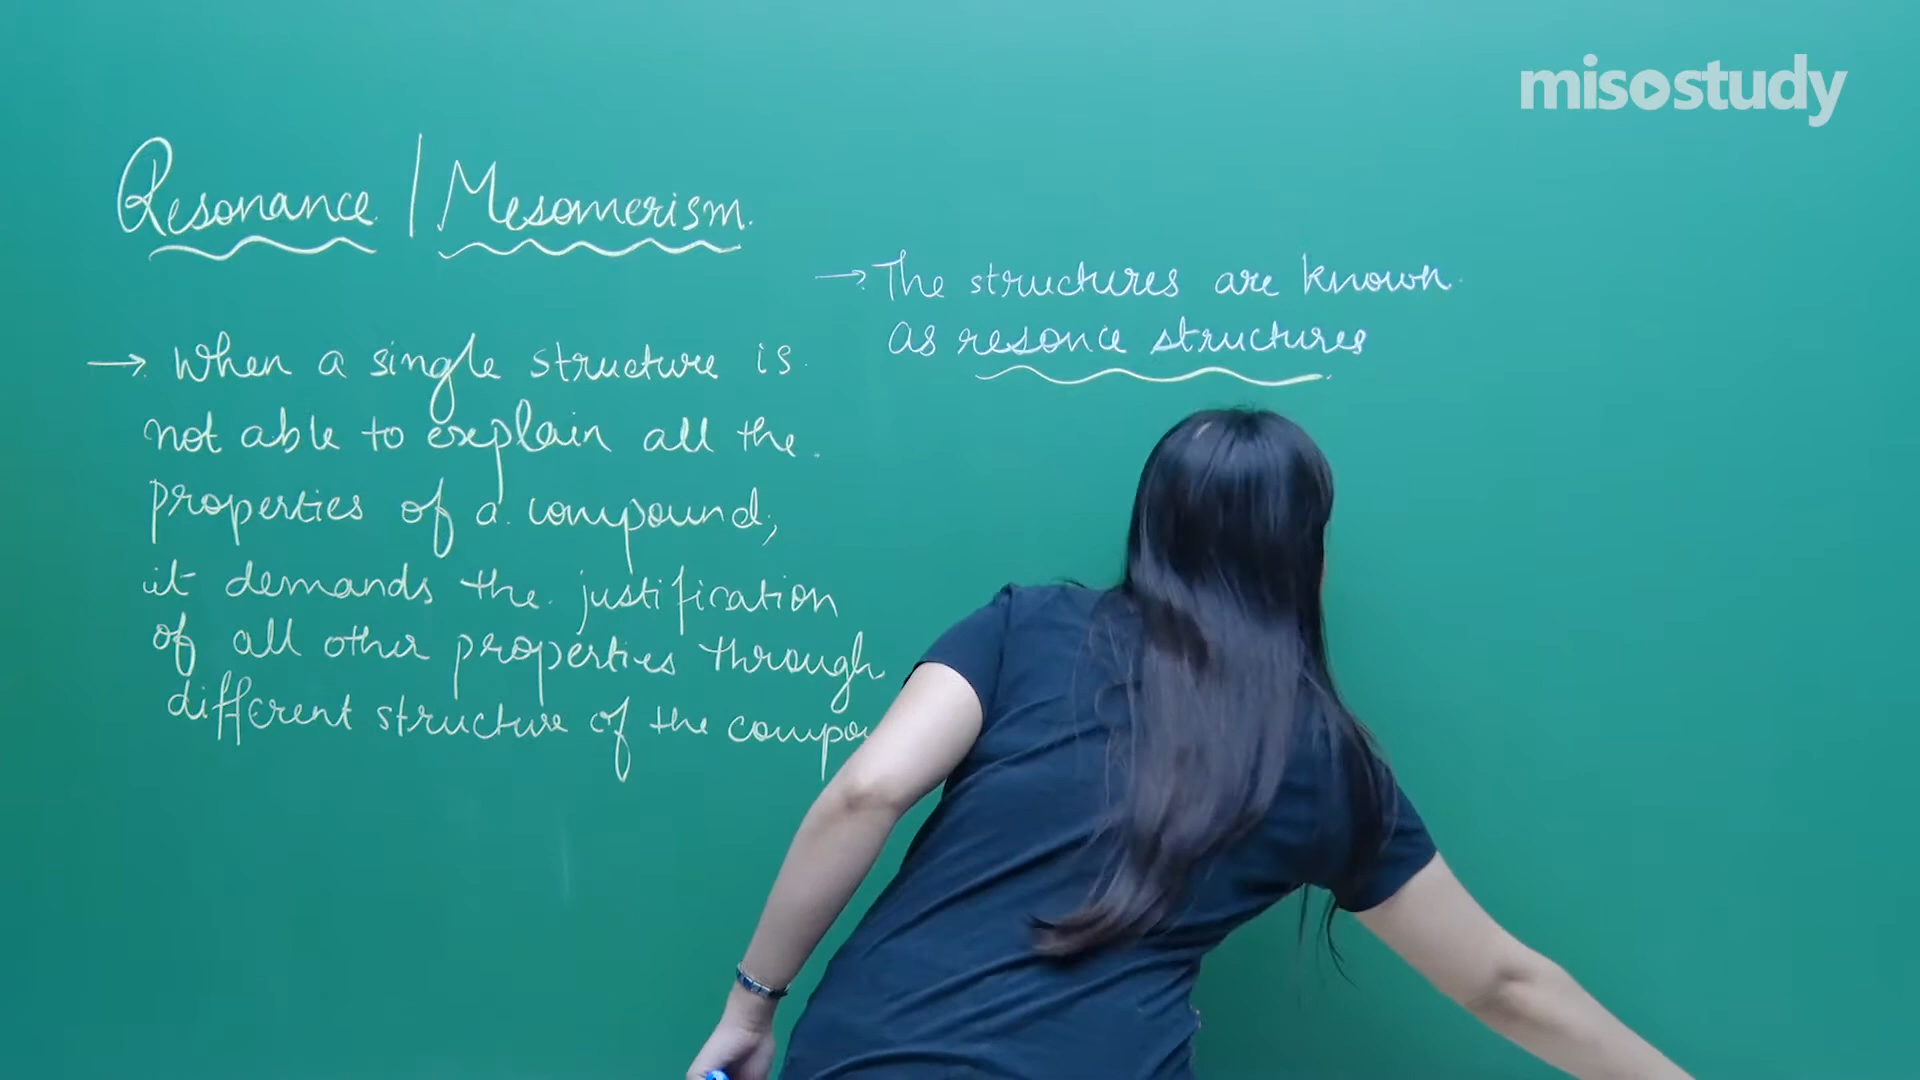 misostudy
Resonance | Mesomerism.
→ When a single structure is
not able to explain all the
properties of a compound,
it demands the justification
of all other properties through
different structure of the
→ The structures are known
as resonce structures